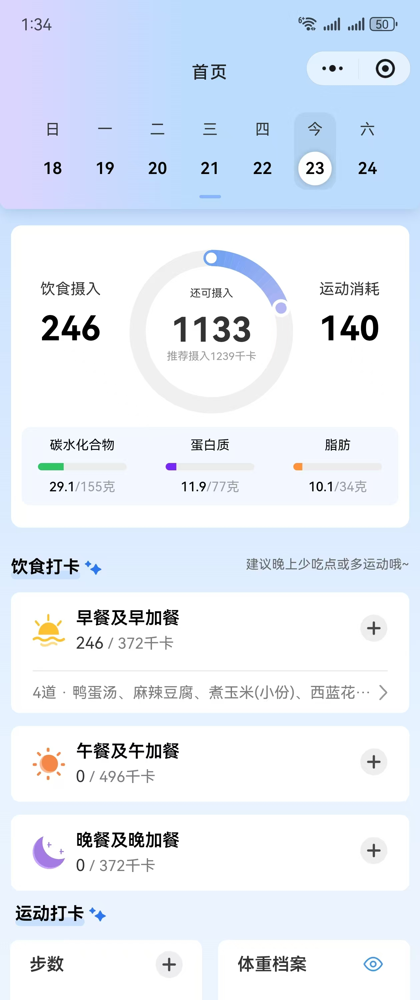 1:34
6+
50
首页
日 一 二 三 四 今 六
18 19 20 21 22 23 24
饮食摄入
246
还可摄入
1133
推荐摄入1239千卡
运动消耗
140
碳水化合物 蛋白质 脂肪
29.1/155克 11.9/77克 10.1/34克
饮食打卡
建议晚上少吃点或多运动哦~
早餐及早加餐
246 / 372千卡
4道 · 鸭蛋汤、麻辣豆腐、煮玉米(小份)、西蓝花…
午餐及午加餐
0 / 496千卡
晚餐及晚加餐
0 / 372千卡
运动打卡
步数
体重档案